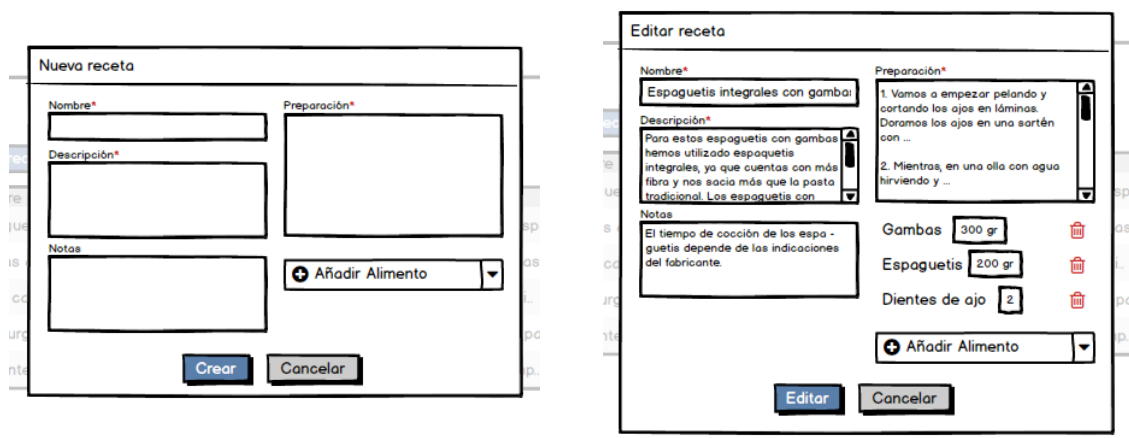 Nueva receta
Nombre*
Preparación*
Descripción*
Notas
Añadir Alimento
Crear
Cancelar
Editar receta
Nombre*
Espaguetis integrales con gambas
Descripción*
Para estos espaguetis con gambas
hemos utilizado espaquetis
integrales, ya que cuentas con más
fibra y nos sacia más que la pasta
tradicional. Los espaguetis con
Notas
El tiempo de cocción de los espa -
guetis depende de las indicaciones
del fabricante.
Preparación*
1. Vamos a empezar pelando y
cortando los ajos en láminas.
Doramos los ajos en una sartén
con ...
2. Mientras, en una olla con agua
hirviendo y ...
Gambas 300 gr
Espaguetis 200 gr
Dientes de ajo 2
Añadir Alimento
Editar
Cancelar